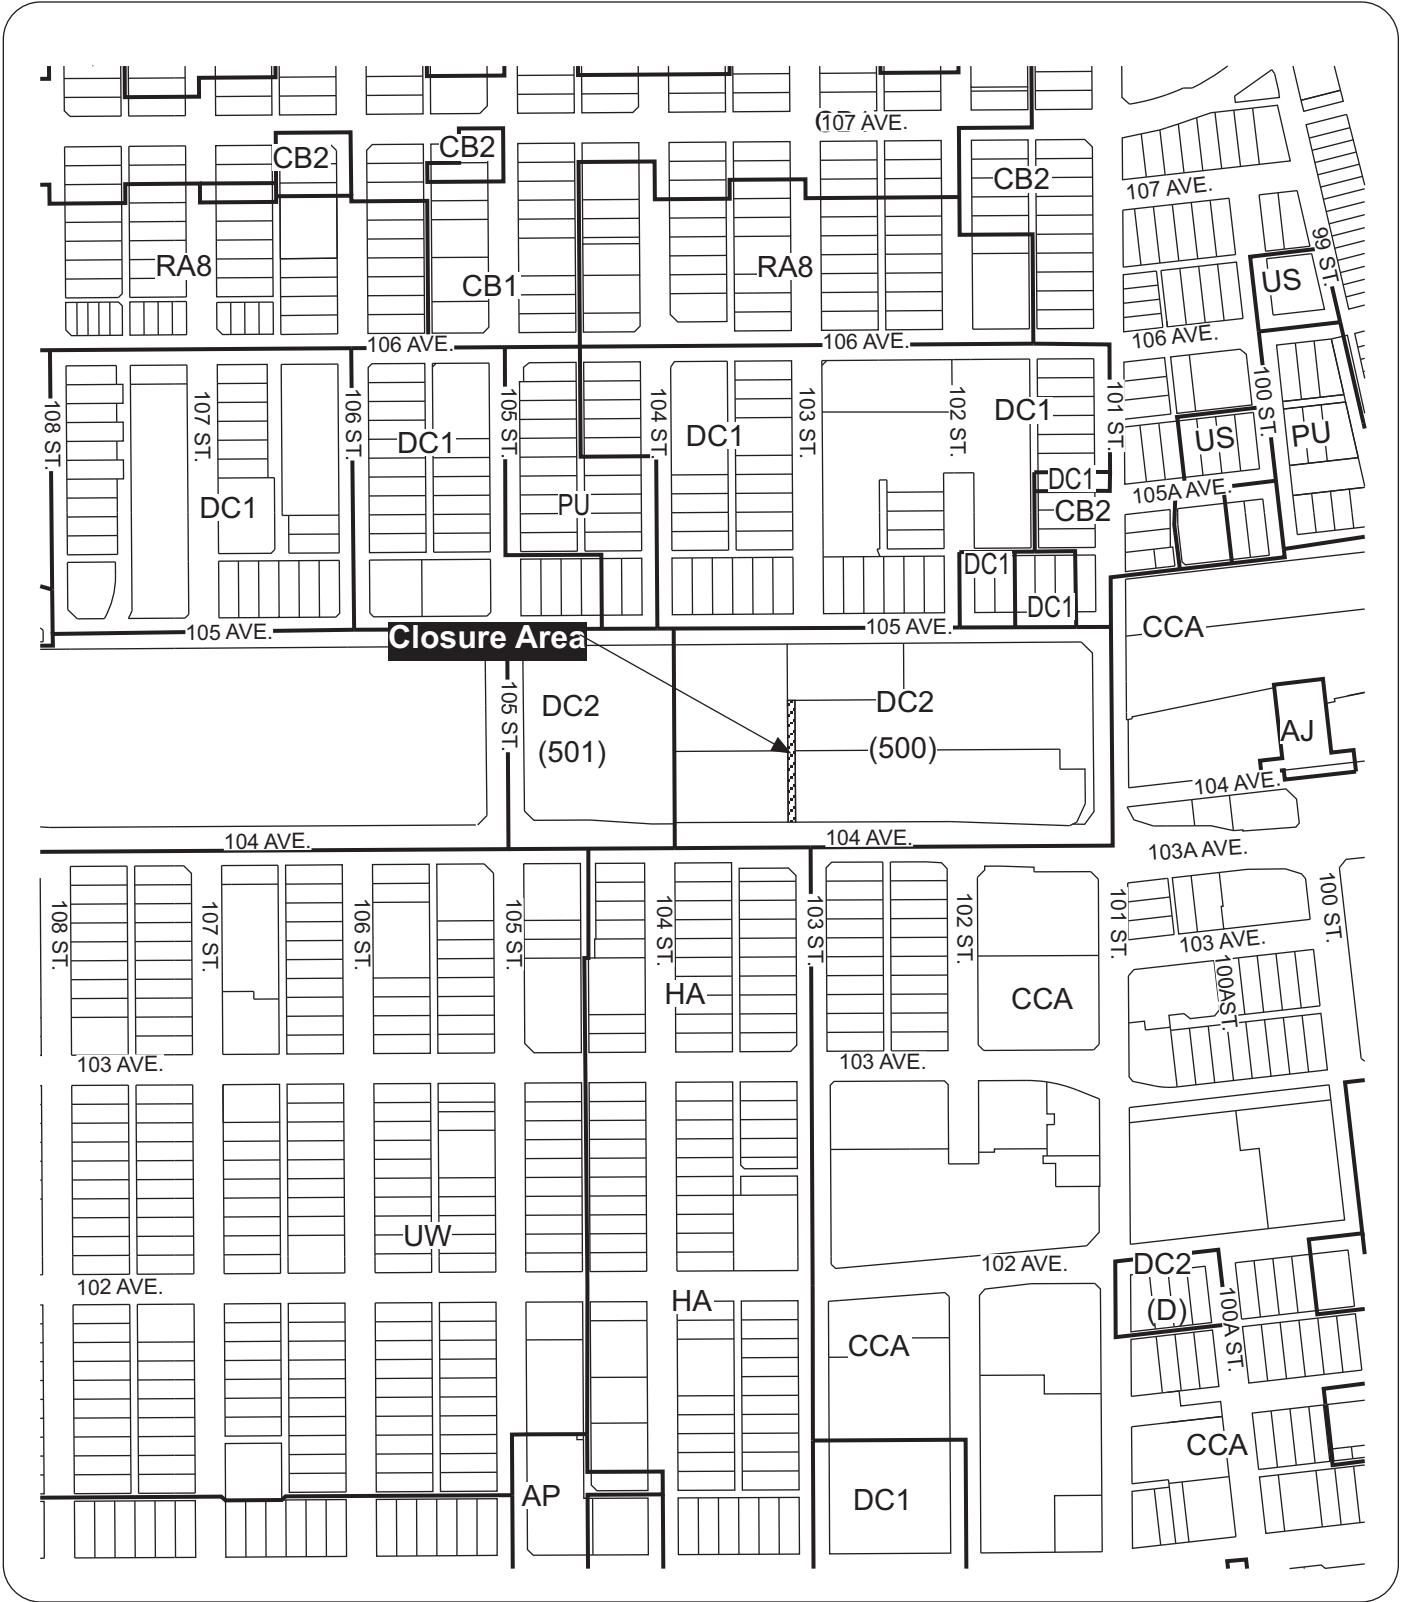 107 AVE.
CB2
CB2
CB2
107 AVE.
99 ST.
RA8
CB1
RA8
US
106 AVE.
106 AVE.
106 AVE.
108 ST.
107 ST.
106 ST.
105 ST.
104 ST.
103 ST.
102 ST.
101 ST.
100 ST.
DC1
DC1
DC1
US
PU
DC1
105A AVE.
DC1
PU
CB2
DC1
DC1
105 AVE.
105 AVE.
CCA
Closure Area
105 ST.
DC2
(501)
DC2
(500)
AJ
104 AVE.
104 AVE.
104 AVE.
103A AVE.
108 ST.
107 ST.
106 ST.
105 ST.
104 ST.
103 ST.
102 ST.
101 ST.
100 ST.
103 AVE.
100A ST.
HA
CCA
103 AVE.
103 AVE.
UW
102 AVE.
102 AVE.
DC2
(D)
HA
100A ST.
CCA
CCA
AP
DC1